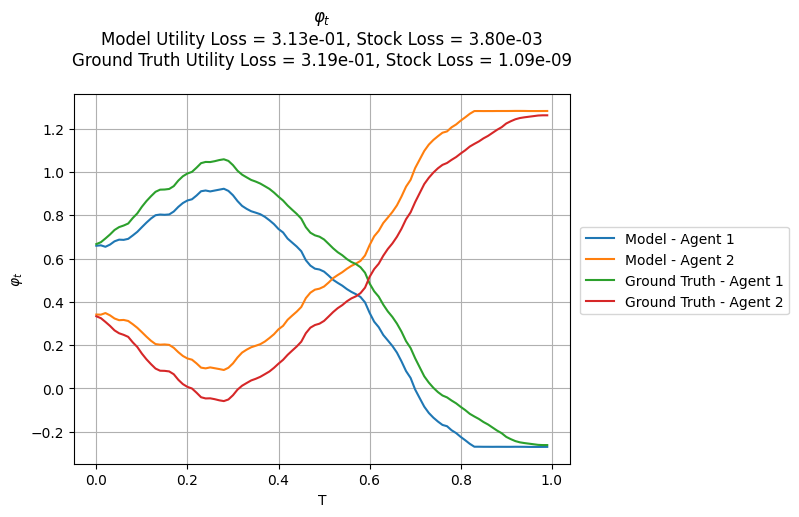 φₜ
Model Utility Loss = 3.13e-01, Stock Loss = 3.80e-03
Ground Truth Utility Loss = 3.19e-01, Stock Loss = 1.09e-09
1.2
1.0
0.8
0.6
0.4
0.2
0.0
−0.2
φₜ
0.0 0.2 0.4 0.6 0.8 1.0
T
Model - Agent 1
Model - Agent 2
Ground Truth - Agent 1
Ground Truth - Agent 2